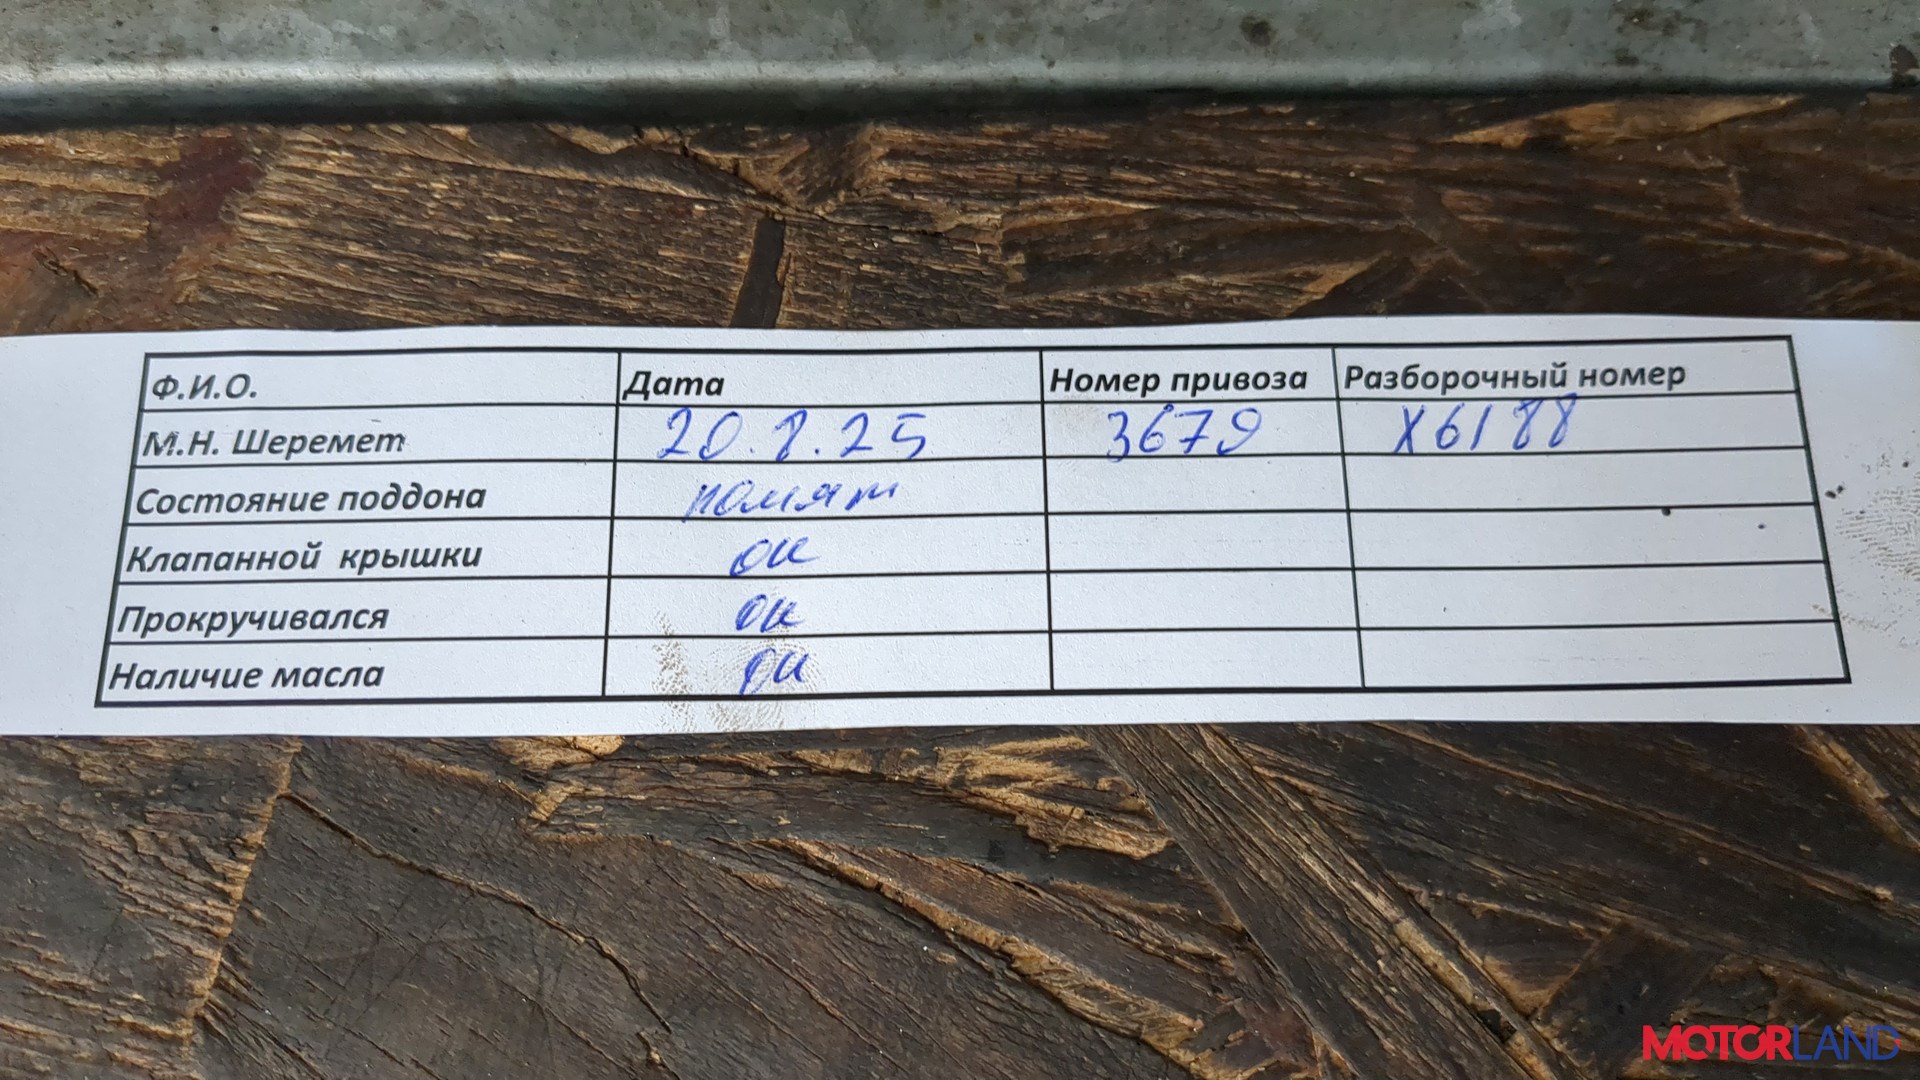 Ф.И.О. Дата Номер привоза Разборочный номер
М.Н. Шеремет 20.8.25 3679 Х6188
Состояние поддона помят
Клапанной крышки ок
Прокручивался ок
Наличие масла ок
MOTORLAND